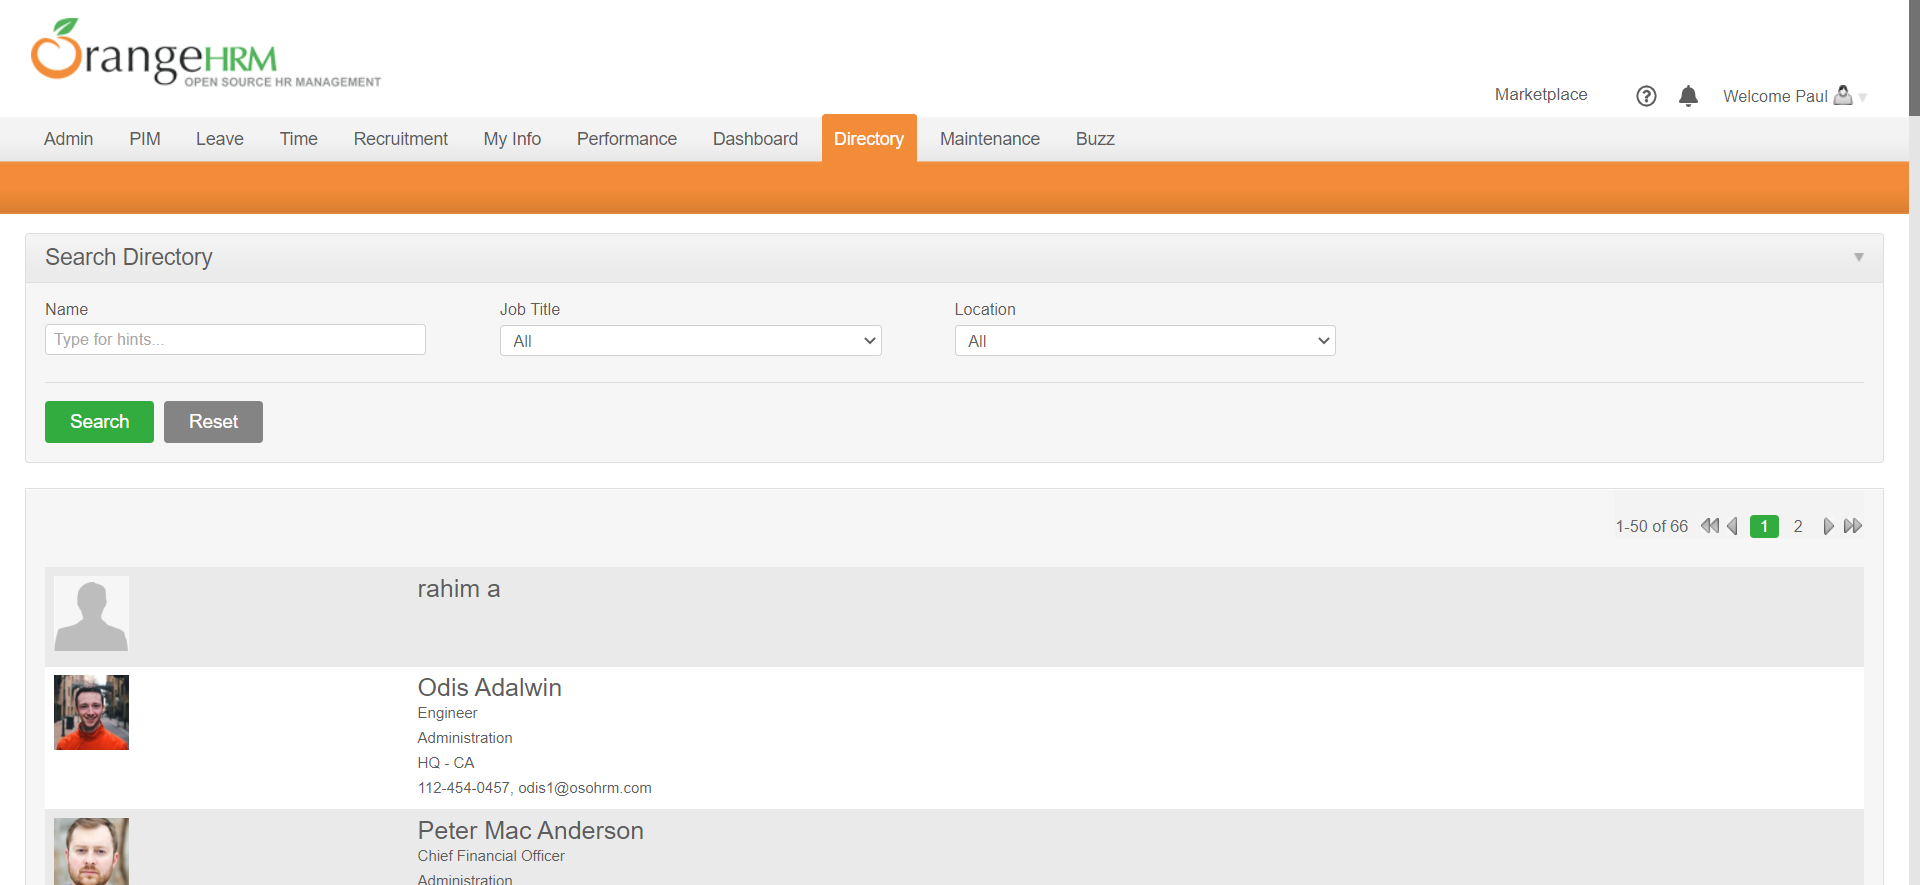 OrangeHRM
OPEN SOURCE HR MANAGEMENT
Marketplace
Welcome Paul
Admin PIM Leave Time Recruitment My Info Performance Dashboard Directory Maintenance Buzz
Search Directory
Name Job Title Location
Type for hints... All All
Search Reset
1-50 of 66 1 2
rahim a
Odis Adalwin
Engineer
Administration
HQ - CA
112-454-0457, odis1@osohrm.com
Peter Mac Anderson
Chief Financial Officer
Administration